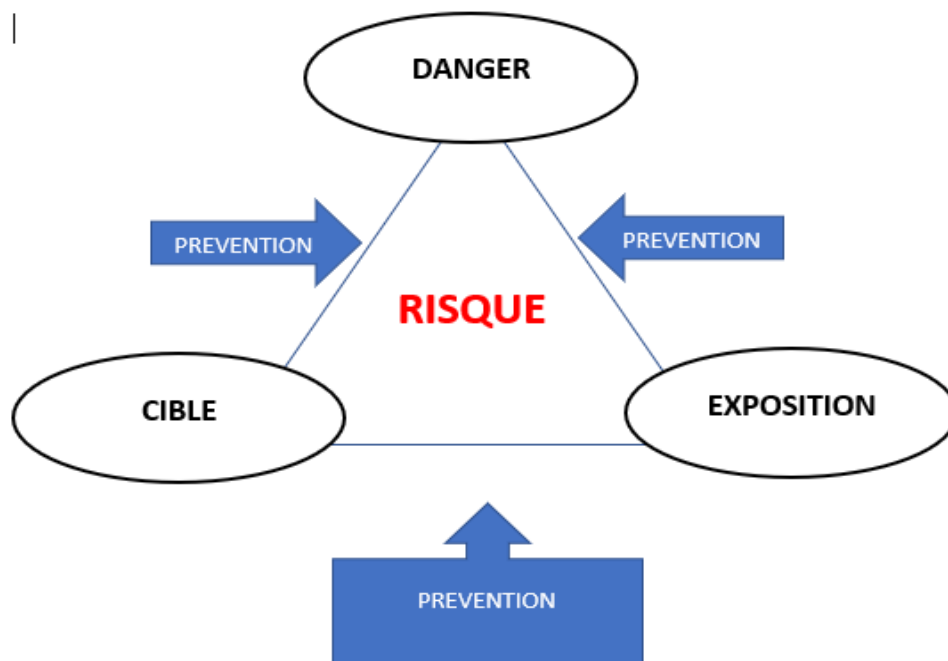 DANGER
PREVENTION
PREVENTION
RISQUE
CIBLE
EXPOSITION
PREVENTION